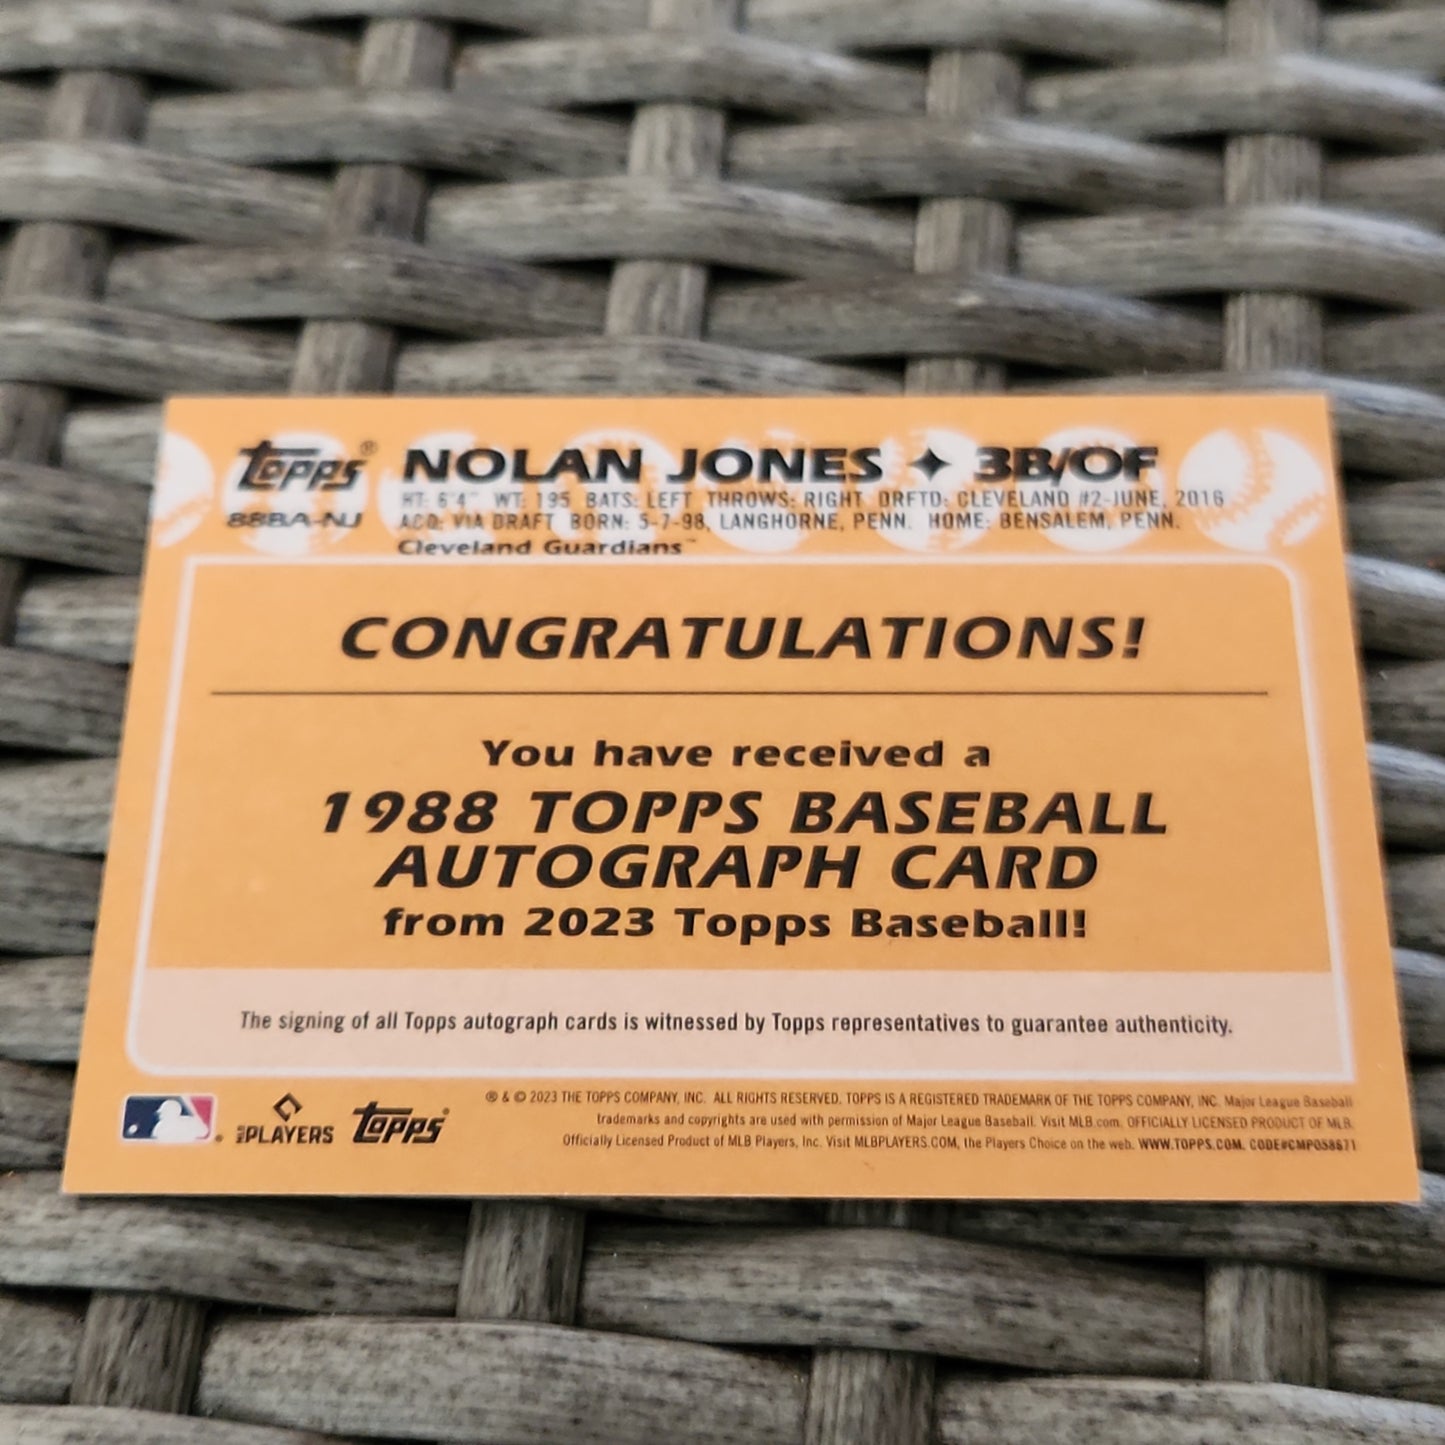 Topps® NOLAN JONES ✦ 3B/OF
HT: 6'4" WT: 195 BATS: LEFT THROWS: RIGHT DRFTD: CLEVELAND #2-JUNE, 2016
88BA-NJ ACQ: VIA DRAFT BORN: 5-7-98, LANGHORNE, PENN. HOME: BENSALEM, PENN.
Cleveland Guardians™
CONGRATULATIONS!
You have received a
1988 TOPPS BASEBALL
AUTOGRAPH CARD
from 2023 Topps Baseball!
The signing of all Topps autograph cards is witnessed by Topps representatives to guarantee authenticity.
MLB PLAYERS Topps®
® & © 2023 THE TOPPS COMPANY, INC. ALL RIGHTS RESERVED. TOPPS IS A REGISTERED TRADEMARK OF THE TOPPS COMPANY, INC. Major League Baseball
trademarks and copyrights are used with permission of Major League Baseball. Visit MLB.com. OFFICIALLY LICENSED PRODUCT OF MLB.
Officially Licensed Product of MLB Players, Inc. Visit MLBPLAYERS.COM, the Players Choice on the web. WWW.TOPPS.COM. CODE#CMP058671